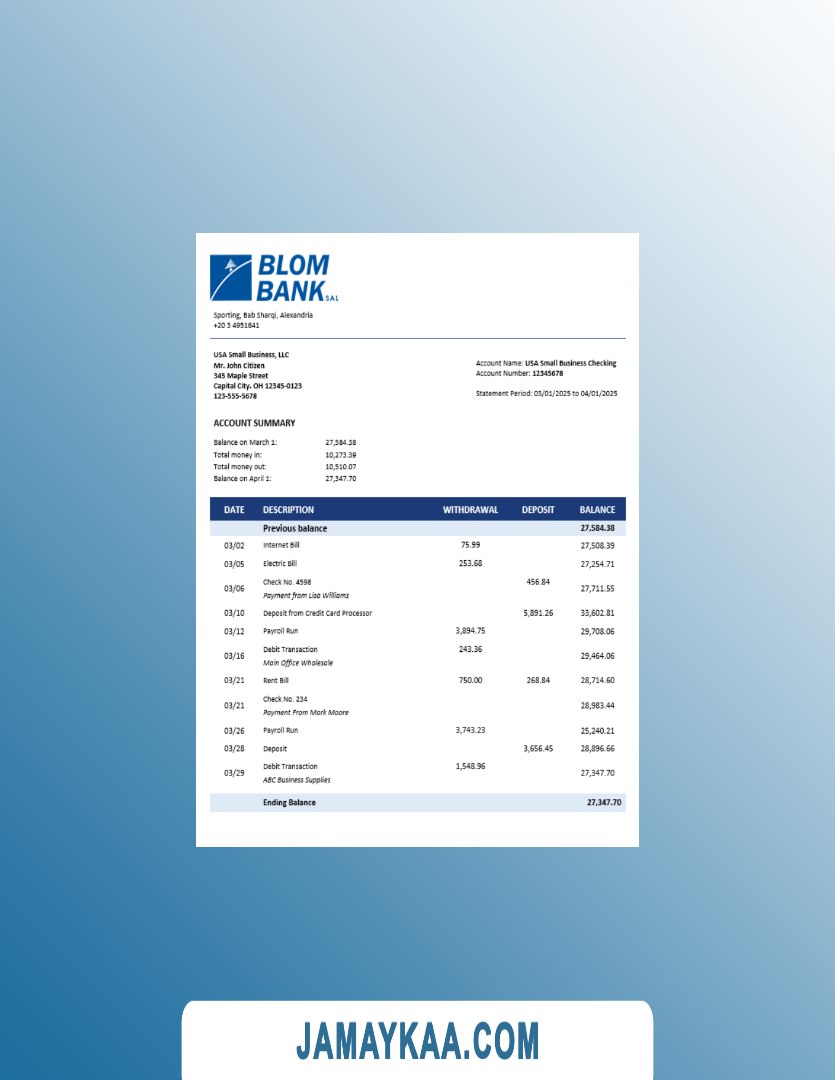 BLOM
BANK SAL
Sporting, Bab Sharqi, Alexandria
+20 3 4951641
USA Small Business, LLC
Mr. John Citizen
345 Maple Street
Capital City, OH 12345-0123
123-555-5678
Account Name: USA Small Business Checking
Account Number: 12345678
Statement Period: 03/01/2025 to 04/01/2025
ACCOUNT SUMMARY
Balance on March 1: 27,584.38
Total money in: 10,273.39
Total money out: 10,510.07
Balance on April 1: 27,347.70
DATE DESCRIPTION WITHDRAWAL DEPOSIT BALANCE
Previous balance 27,584.38
03/02 Internet Bill 75.99 27,508.39
03/05 Electric Bill 253.68 27,254.71
03/06 Check No. 4598 456.84 27,711.55
Payment from Lisa Williams
03/10 Deposit from Credit Card Processor 5,891.26 33,602.81
03/12 Payroll Run 3,894.75 29,708.06
03/16 Debit Transaction 243.36 29,464.06
Main Office Wholesale
03/21 Rent Bill 750.00 268.84 28,714.60
03/21 Check No. 234 28,983.44
Payment From Mark Moore
03/26 Payroll Run 3,743.23 25,240.21
03/28 Deposit 3,656.45 28,896.66
03/29 Debit Transaction 1,548.96 27,347.70
ABC Business Supplies
Ending Balance 27,347.70
JAMAYKAA.COM